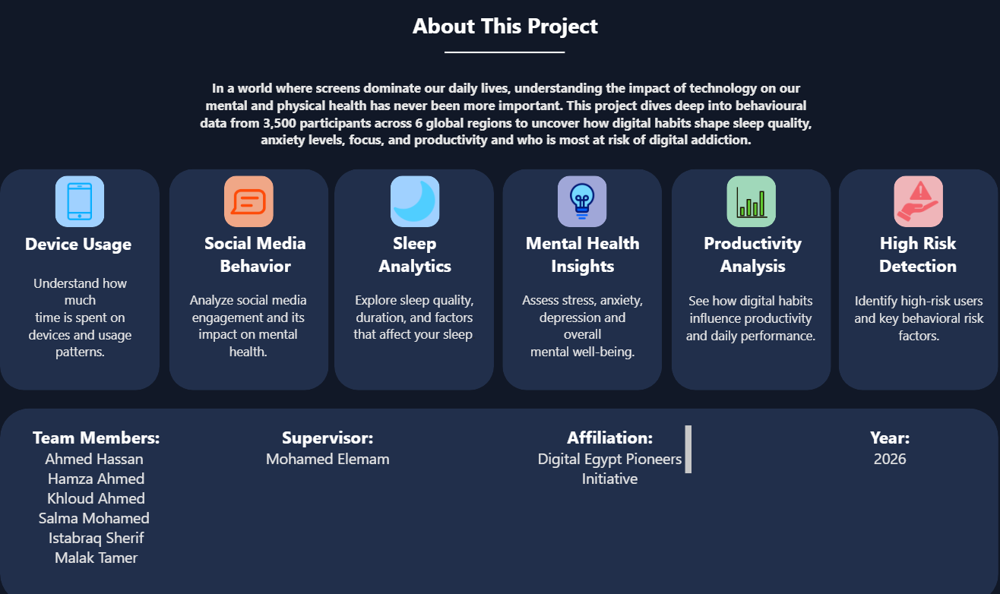 About This Project
In a world where screens dominate our daily lives, understanding the impact of technology on our
mental and physical health has never been more important. This project dives deep into behavioural
data from 3,500 participants across 6 global regions to uncover how digital habits shape sleep quality,
anxiety levels, focus, and productivity and who is most at risk of digital addiction.
Device Usage
Understand how
much
time is spent on
devices and usage
patterns.
Social Media
Behavior
Analyze social media
engagement and its
impact on mental
health.
Sleep
Analytics
Explore sleep quality,
duration, and factors
that affect your sleep
Mental Health
Insights
Assess stress, anxiety,
depression and
overall
mental well-being.
Productivity
Analysis
See how digital habits
influence productivity
and daily performance.
High Risk
Detection
Identify high-risk users
and key behavioral risk
factors.
Team Members:
Ahmed Hassan
Hamza Ahmed
Khloud Ahmed
Salma Mohamed
Istabraq Sherif
Malak Tamer
Supervisor:
Mohamed Elemam
Affiliation:
Digital Egypt Pioneers
Initiative
Year:
2026